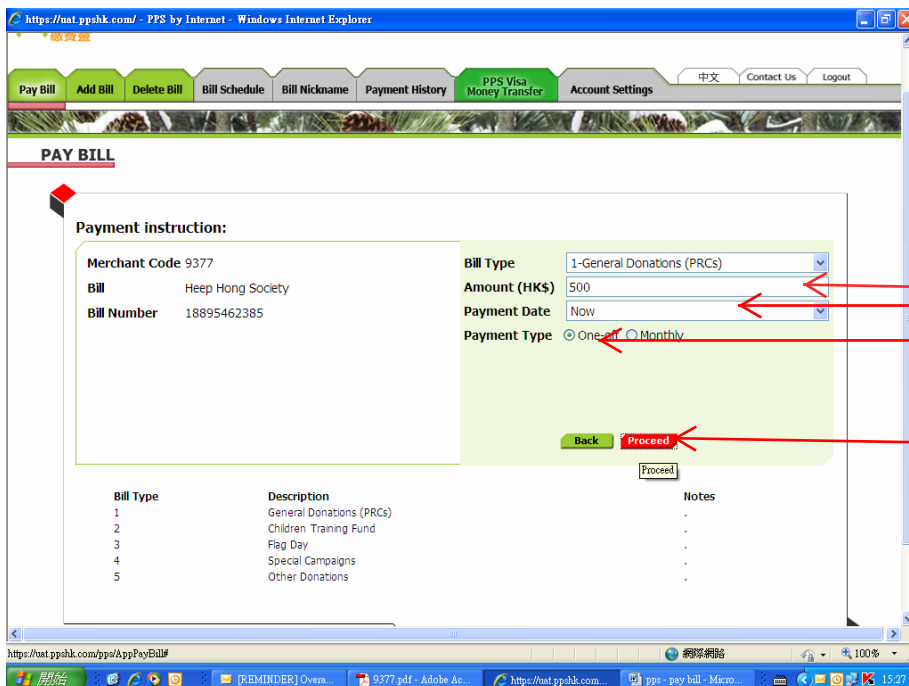 https://uat.ppshk.com/ - PPS by Internet - Windows Internet Explorer
繳費靈
中文 Contact Us Logout
Pay Bill Add Bill Delete Bill Bill Schedule Bill Nickname Payment History PPS Visa Money Transfer Account Settings
PAY BILL
Payment instruction:
Merchant Code 9377
Bill Heep Hong Society
Bill Number 18895462385
Bill Type 1-General Donations (PRCs)
Amount (HK$) 500
Payment Date Now
Payment Type One-off Monthly
Back Proceed
Proceed
Bill Type Description Notes
1 General Donations (PRCs) .
2 Children Training Fund .
3 Flag Day .
4 Special Campaigns .
5 Other Donations .
https://uat.ppshk.com/pps/AppPayBill# 網際網路 100%
開始 [REMINDER] Overa... 9377.pdf - Adobe Ac... https://uat.ppshk.com... pps - pay bill - Micro... 15:27